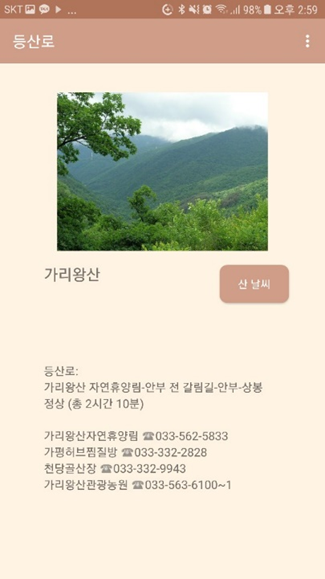 SKT ... 98% 오후 2:59
등산로
가리왕산
산 날씨
등산로:
가리왕산 자연휴양림-안부 전 갈림길-안부-상봉
정상 (총 2시간 10분)
가리왕산자연휴양림 ☎033-562-5833
가평허브찜질방 ☎033-332-2828
천당골산장 ☎033-332-9943
가리왕산관광농원 ☎033-563-6100~1